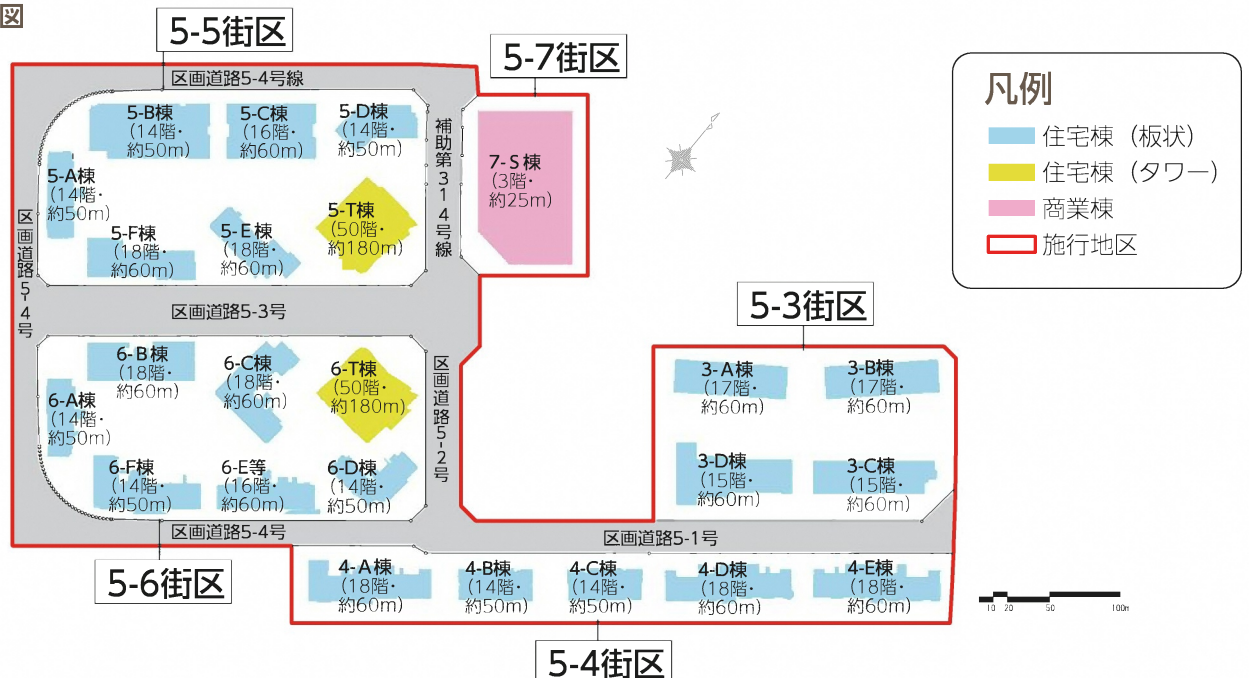 図
5-5街区
区画道路5-4号線
5-7街区
5-B棟
(14階・
約50m)
5-C棟
(16階・
約60m)
5-D棟
(14階・
約50m)
5-A棟
(14階・
約50m)
5-F棟
(18階・
約60m)
5-E棟
(18階・
約60m)
5-T棟
(50階・
約180m)
補助第314号線
7-S棟
(3階・
約25m)
区画道路5-4号
区画道路5-3号
6-B棟
(18階・
約60m)
6-C棟
(18階・
約60m)
6-T棟
(50階・
約180m)
6-A棟
(14階・
約50m)
6-F棟
(14階・
約50m)
6-E等
(16階・
約60m)
6-D棟
(14階・
約50m)
区画道路5-2号
区画道路5-4号
5-6街区
5-3街区
3-A棟
(17階・
約60m)
3-B棟
(17階・
約60m)
3-D棟
(15階・
約60m)
3-C棟
(15階・
約60m)
区画道路5-1号
4-A棟
(18階・
約60m)
4-B棟
(14階・
約50m)
4-C棟
(14階・
約50m)
4-D棟
(18階・
約60m)
4-E棟
(18階・
約60m)
5-4街区
凡例
住宅棟（板状）
住宅棟（タワー）
商業棟
施行地区
10 20 50 100m